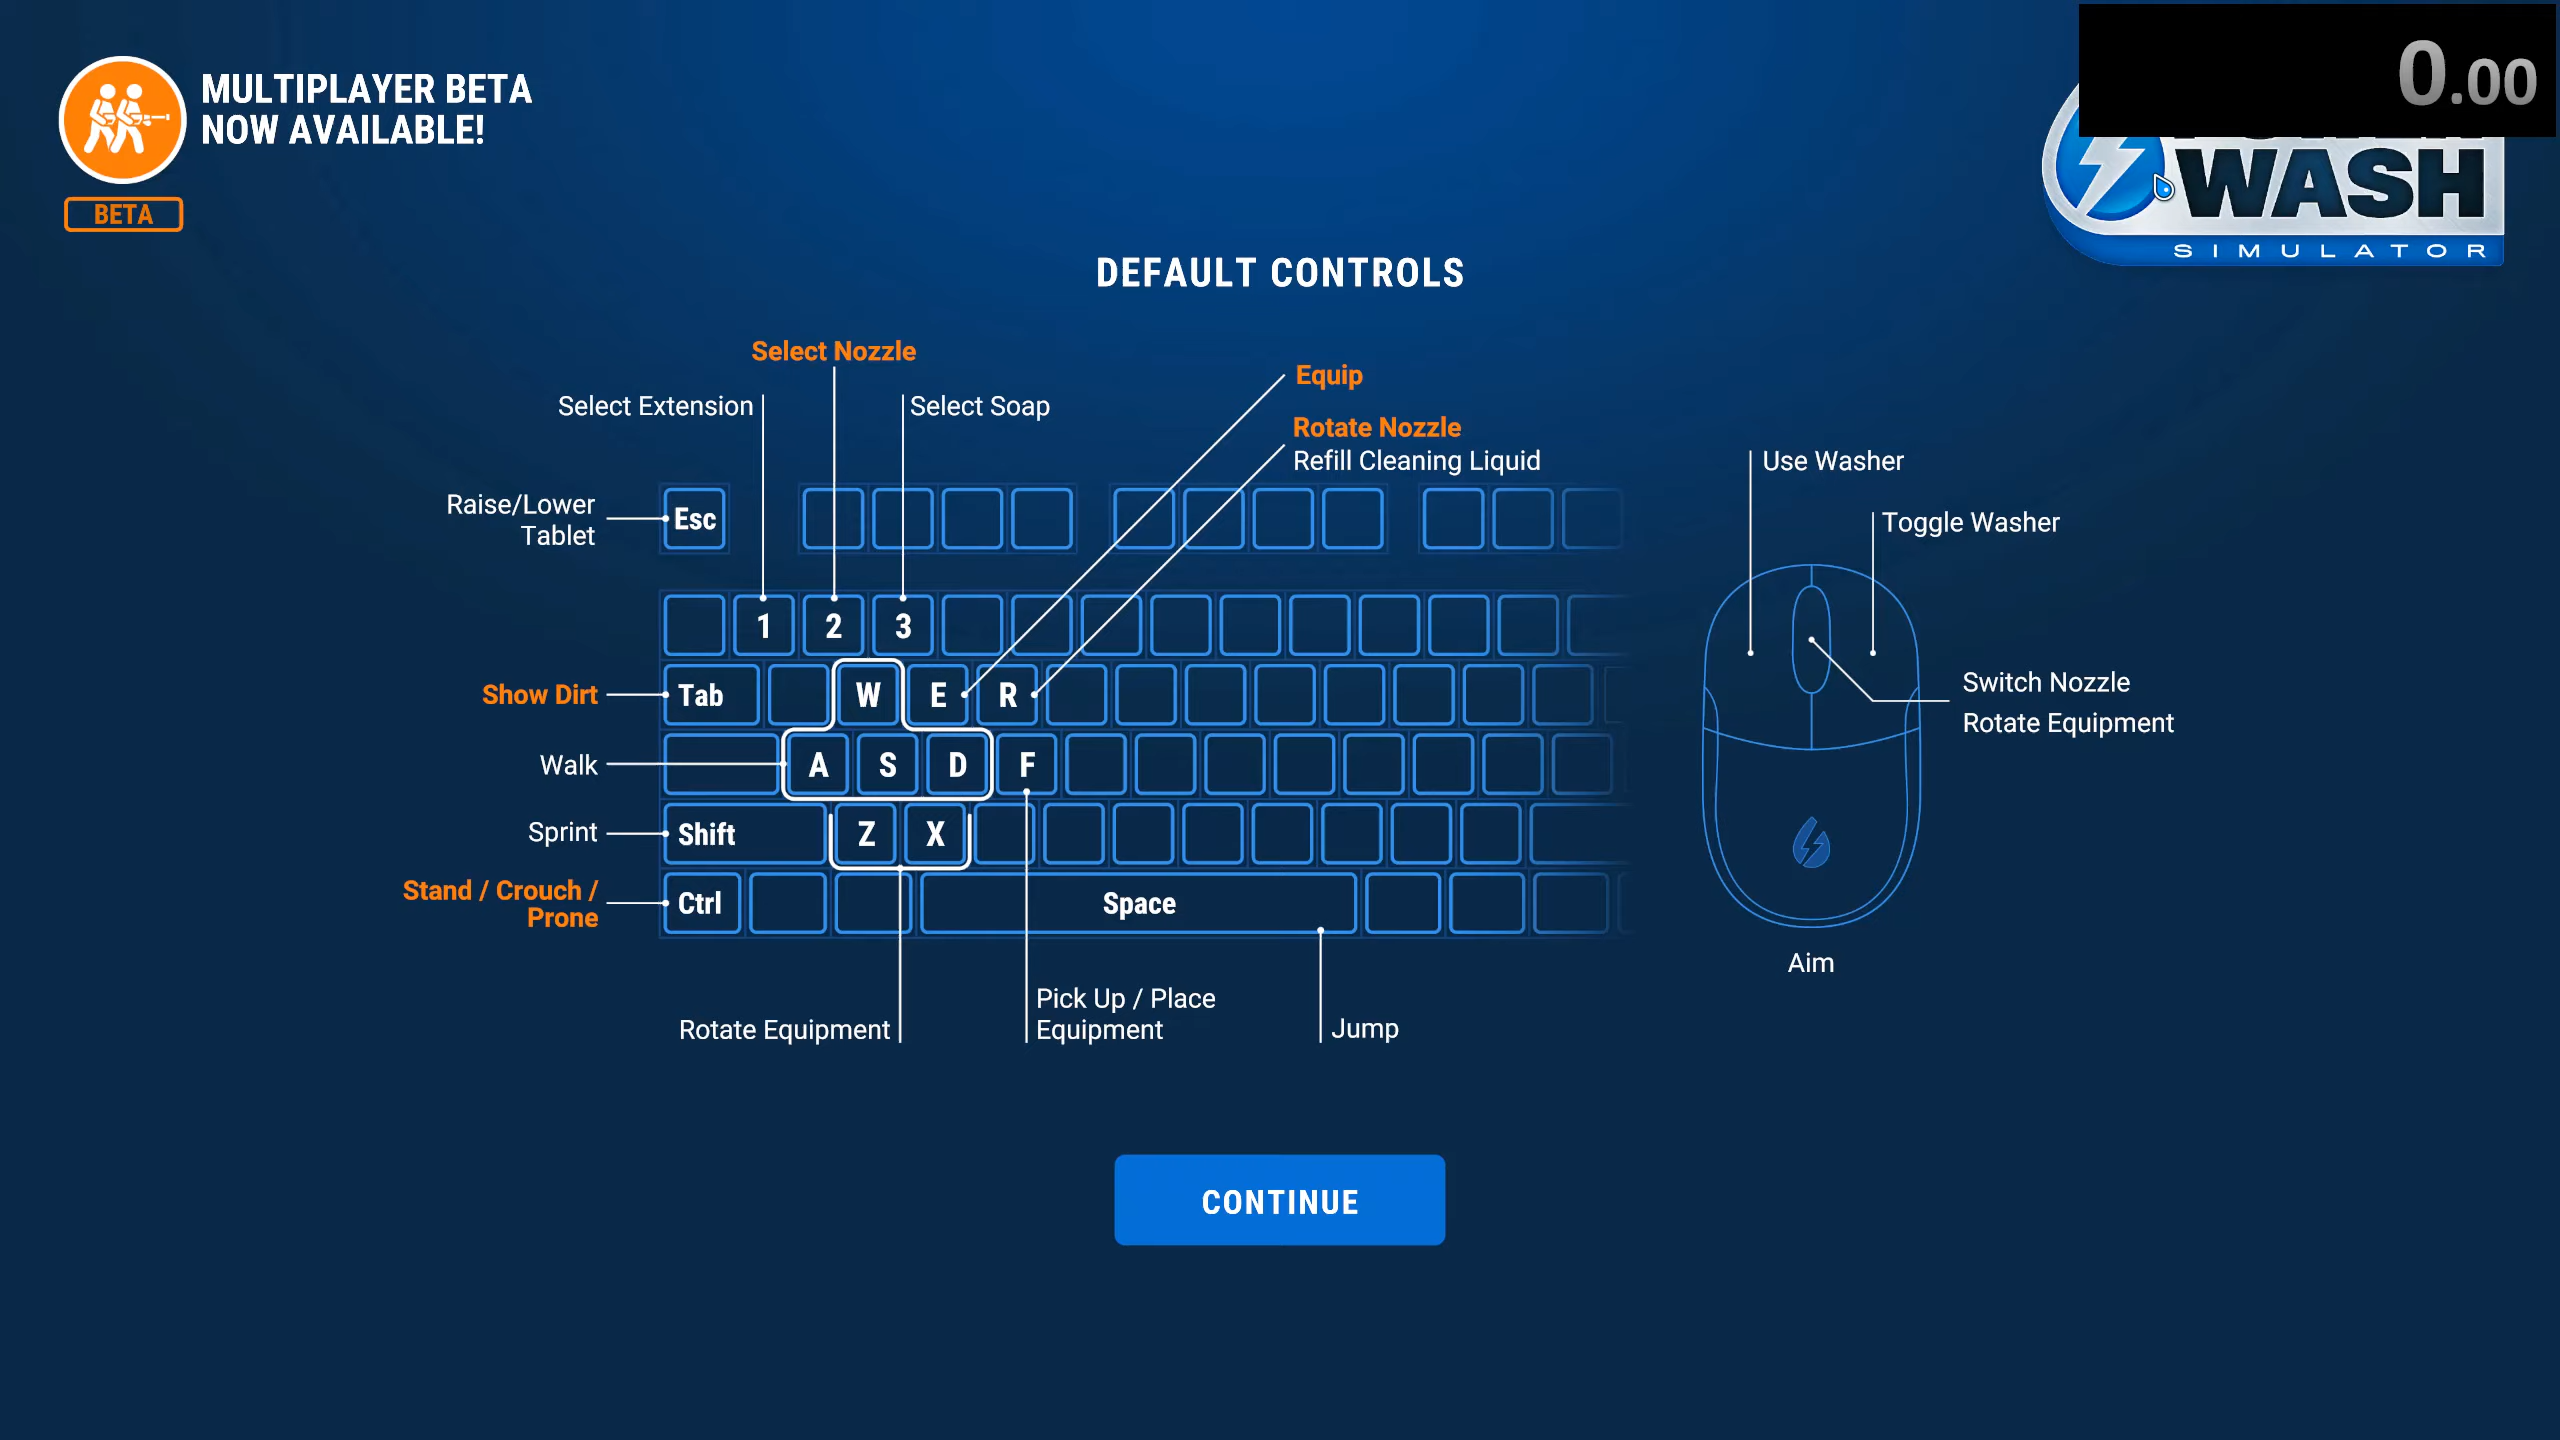 MULTIPLAYER BETA
NOW AVAILABLE!
BETA
0.00
WASH
SIMULATOR
DEFAULT CONTROLS
Select Nozzle
Select Extension
Select Soap
Equip
Rotate Nozzle
Refill Cleaning Liquid
Use Washer
Toggle Washer
Raise/Lower
Tablet
Esc
1 2 3
Show Dirt
Tab W E R
Switch Nozzle
Rotate Equipment
Walk
A S D F
Sprint
Shift Z X
Stand / Crouch /
Prone
Ctrl Space
Aim
Rotate Equipment
Pick Up / Place
Equipment
Jump
CONTINUE